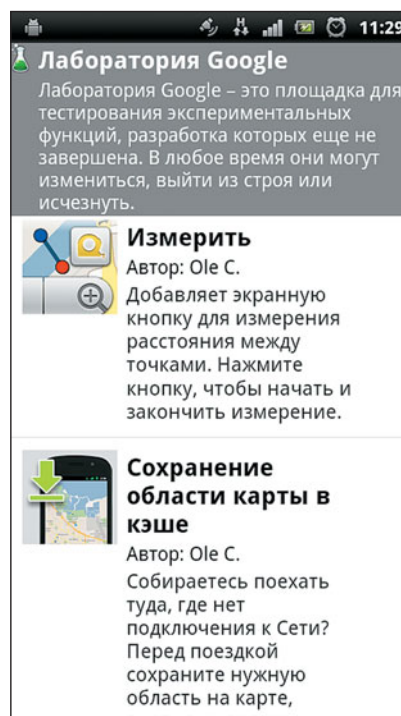 11:29
Лаборатория Google
Лаборатория Google – это площадка для
тестирования экспериментальных
функций, разработка которых еще не
завершена. В любое время они могут
измениться, выйти из строя или
исчезнуть.
Измерить
Автор: Ole C.
Добавляет экранную
кнопку для измерения
расстояния между
точками. Нажмите
кнопку, чтобы начать и
закончить измерение.
Сохранение
области карты в
кэше
Автор: Ole C.
Собираетесь поехать
туда, где нет
подключения к Сети?
Перед поездкой
сохраните нужную
область на карте,